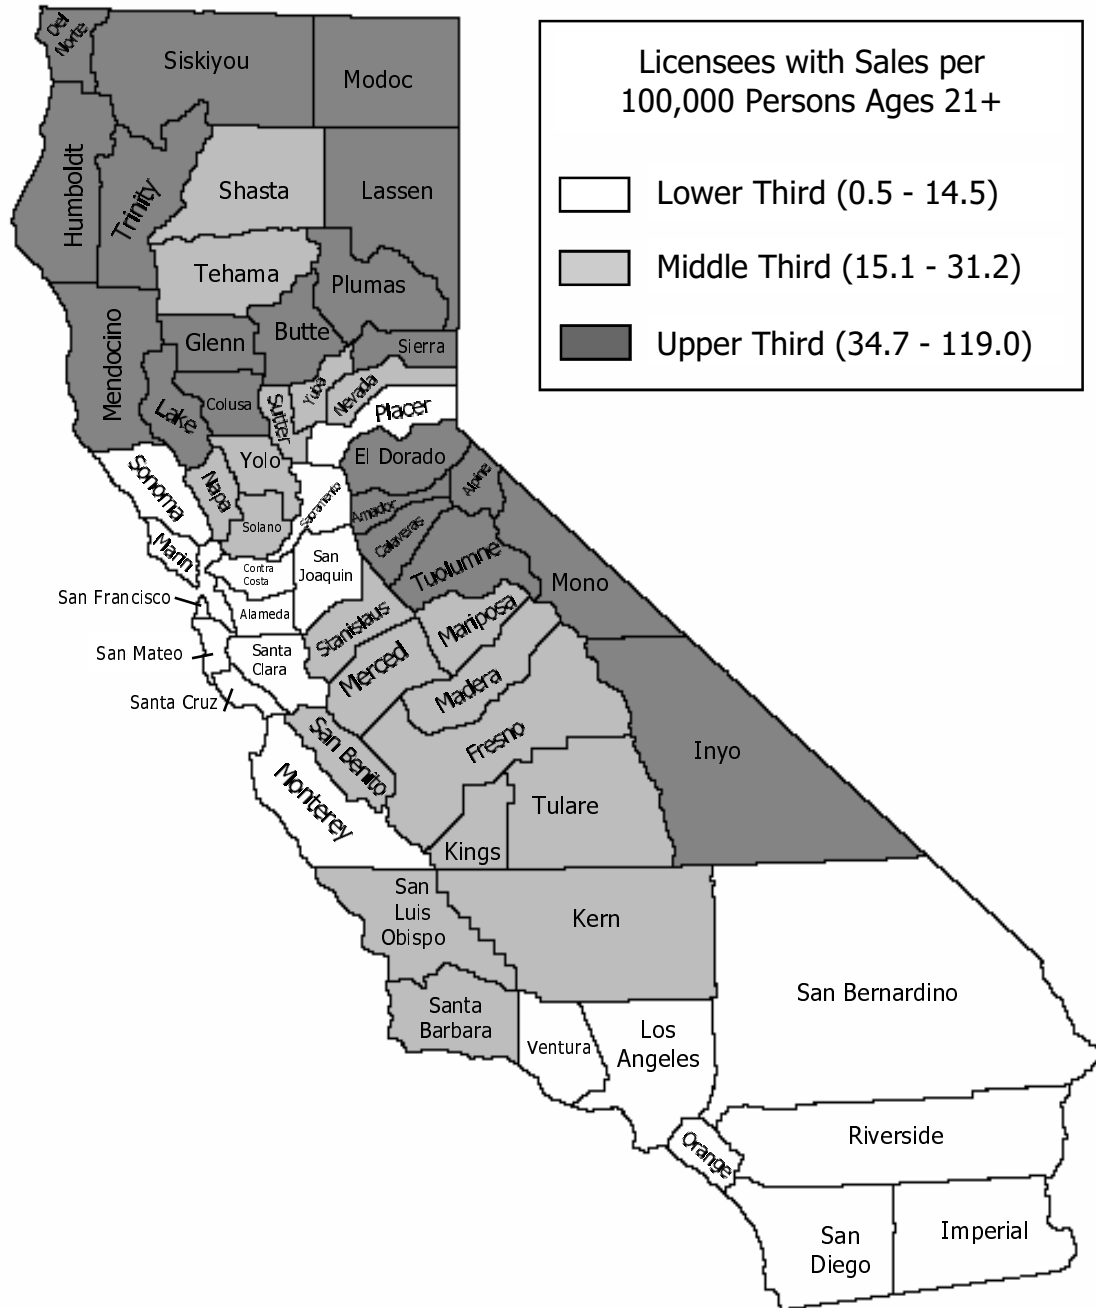 Licensees with Sales per
100,000 Persons Ages 21+
Lower Third (0.5 - 14.5)
Middle Third (15.1 - 31.2)
Upper Third (34.7 - 119.0)
Del
Norte
Siskiyou
Modoc
Humboldt
Trinity
Shasta
Lassen
Tehama
Plumas
Mendocino
Glenn
Butte
Sierra
Lake
Colusa
Sutter
Yuba
Nevada
Placer
Sonoma
Napa
Yolo
Solano
Sacramento
El Dorado
Alpine
Amador
Calaveras
Tuolumne
Mono
Marin
Contra
Costa
San
Joaquin
San Francisco
Alameda
Stanislaus
Mariposa
San Mateo
Santa
Clara
Merced
Madera
Santa Cruz
San Benito
Fresno
Inyo
Monterey
Kings
Tulare
San
Luis
Obispo
Kern
Santa
Barbara
Ventura
Los
Angeles
San Bernardino
Orange
Riverside
San
Diego
Imperial